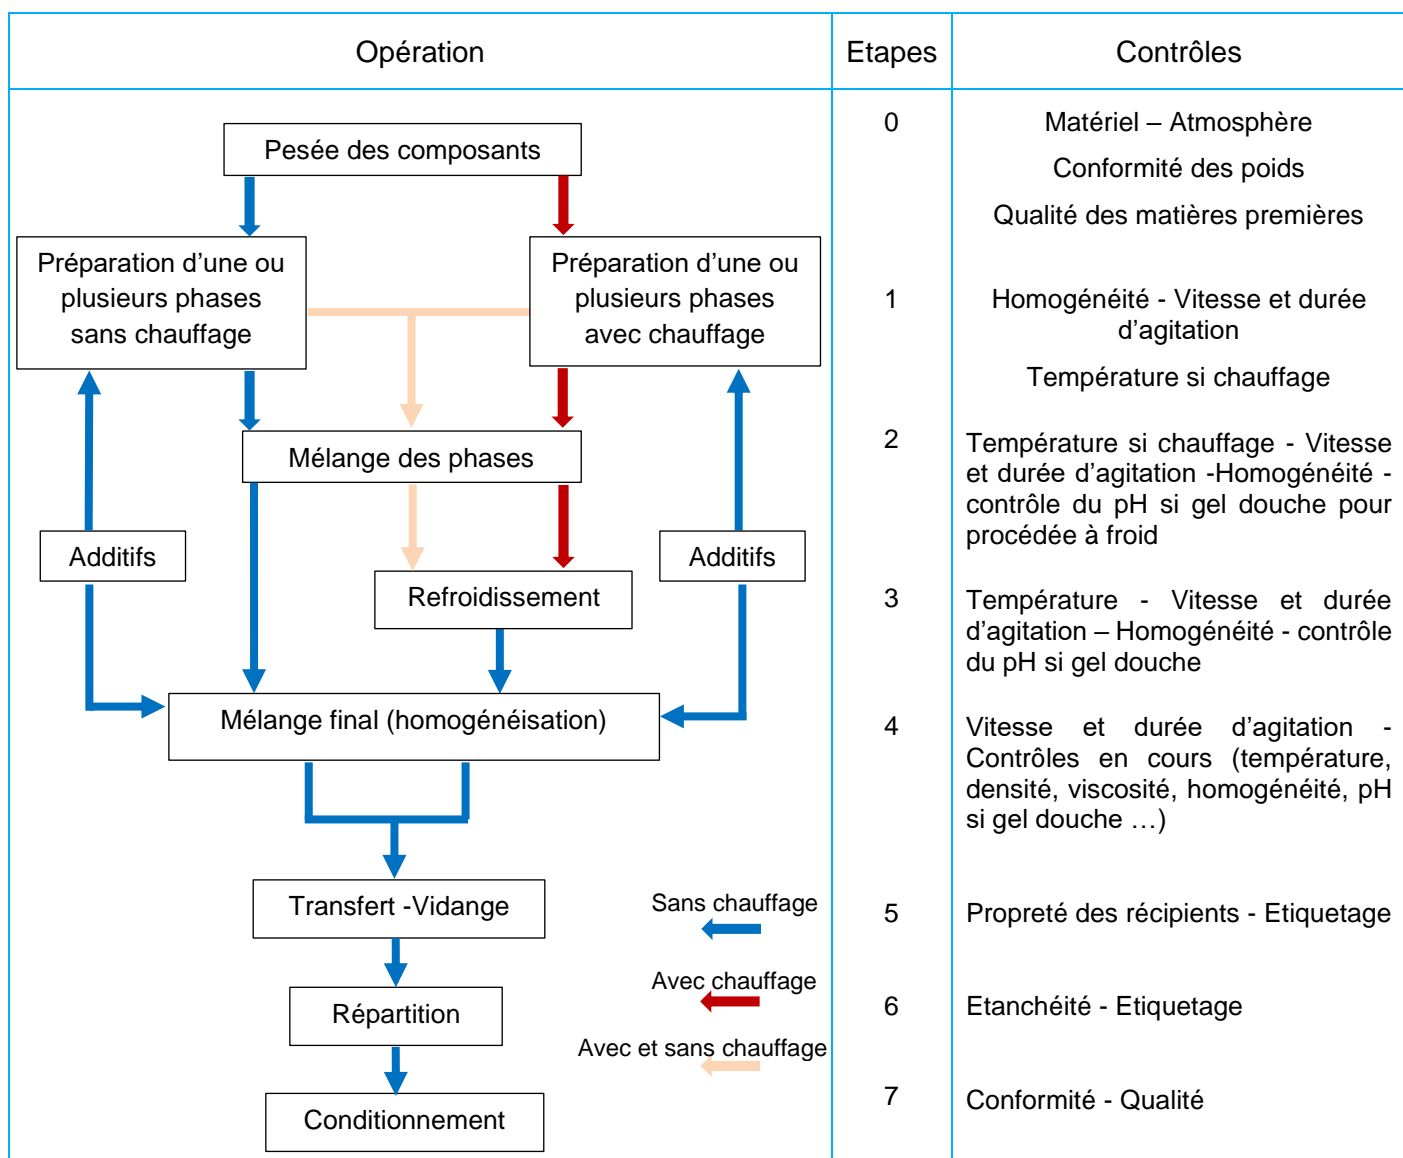 Opération
Etapes
Contrôles
Pesée des composants
0
Matériel – Atmosphère
Conformité des poids
Qualité des matières premières
Préparation d’une ou
plusieurs phases
sans chauffage
Préparation d’une ou
plusieurs phases
avec chauffage
1
Homogénéité - Vitesse et durée
d’agitation
Température si chauffage
Mélange des phases
2
Température si chauffage - Vitesse
et durée d’agitation -Homogénéité -
contrôle du pH si gel douche pour
procédée à froid
Additifs
Additifs
Refroidissement
3
Température - Vitesse et durée
d’agitation – Homogénéité - contrôle
du pH si gel douche
Mélange final (homogénéisation)
4
Vitesse et durée d’agitation -
Contrôles en cours (température,
densité, viscosité, homogénéité, pH
si gel douche …)
Transfert -Vidange
Sans chauffage
5
Propreté des récipients - Etiquetage
Avec chauffage
Répartition
6
Etanchéité - Etiquetage
Avec et sans chauffage
Conditionnement
7
Conformité - Qualité